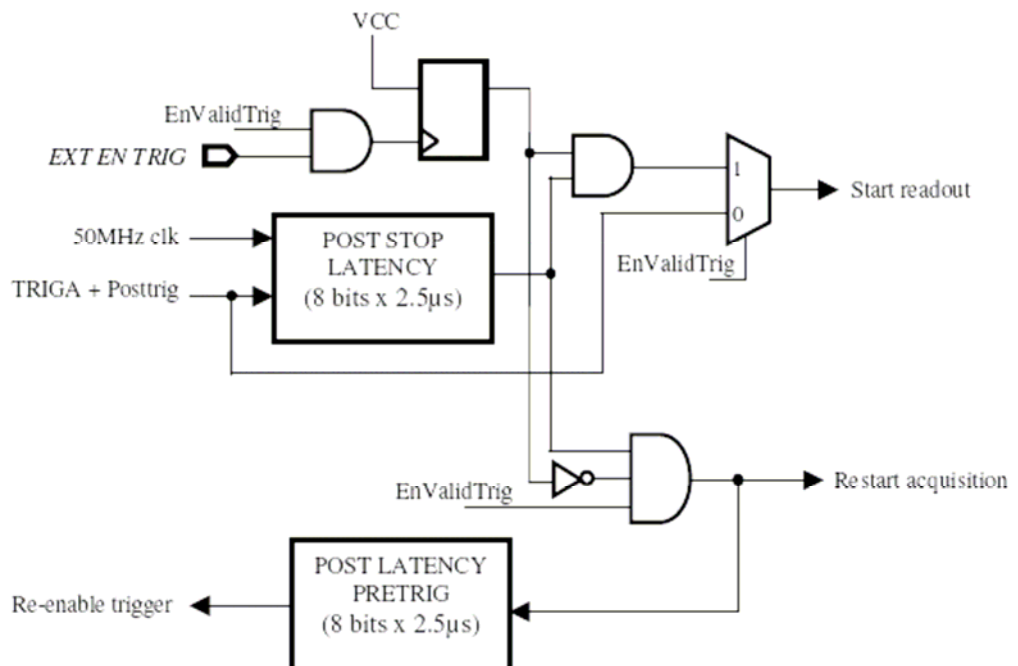 VCC
EnValidTrig
EXT EN TRIG
1
Start readout
0
50MHz clk
POST STOP
LATENCY
(8 bits x 2.5μs)
EnValidTrig
TRIGA + Posttrig
Restart acquisition
EnValidTrig
POST LATENCY
PRETRIG
(8 bits x 2.5μs)
Re-enable trigger